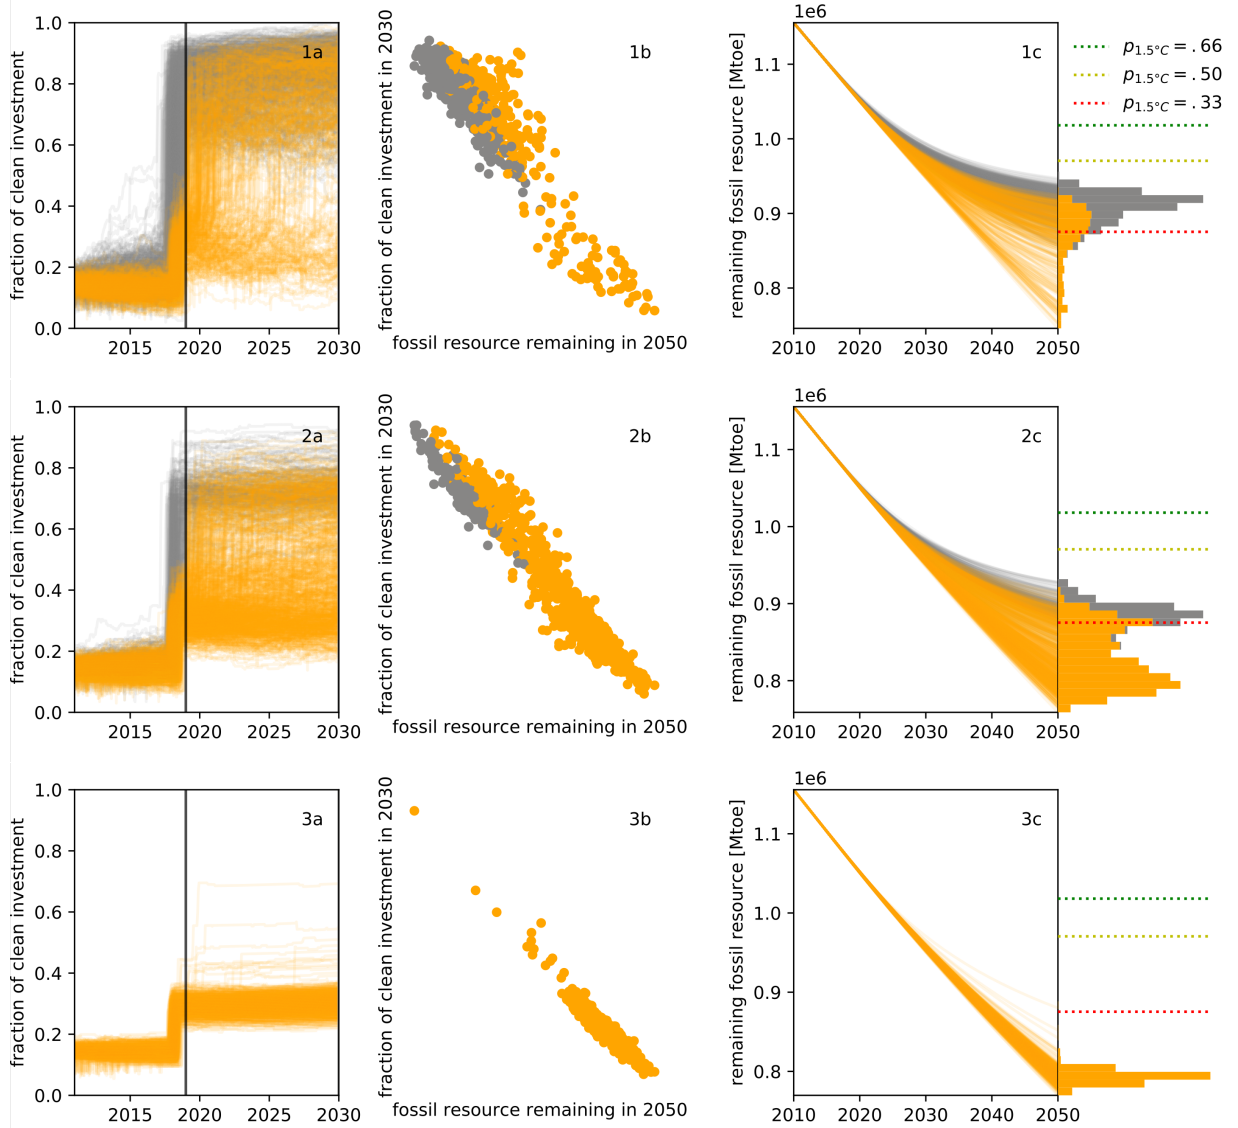 fraction of clean investment
1.0
0.8
0.6
0.4
0.2
0.0
2015
2020
2025
2030
1a
fraction of clean investment in 2030
1b
fossil resource remaining in 2050
remaining fossil resource [Mtoe]
1e6
1.1
1.0
0.9
0.8
2010
2020
2030
2040
2050
1c
p1.5°C = .66
p1.5°C = .50
p1.5°C = .33
fraction of clean investment
1.0
0.8
0.6
0.4
0.2
0.0
2015
2020
2025
2030
2a
fraction of clean investment in 2030
2b
fossil resource remaining in 2050
remaining fossil resource [Mtoe]
1e6
1.1
1.0
0.9
0.8
2010
2020
2030
2040
2050
2c
fraction of clean investment
1.0
0.8
0.6
0.4
0.2
0.0
2015
2020
2025
2030
3a
fraction of clean investment in 2030
3b
fossil resource remaining in 2050
remaining fossil resource [Mtoe]
1e6
1.1
1.0
0.9
0.8
2010
2020
2030
2040
2050
3c